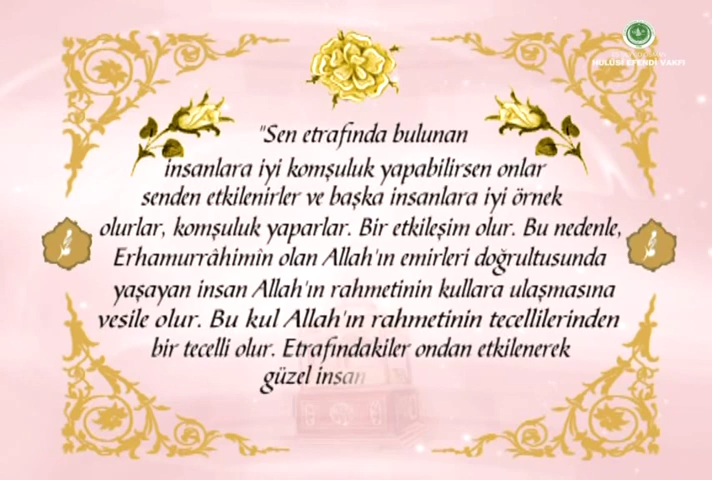 HULÛSİ EFENDİ VAKFI
"Sen etrafında bulunan
insanlara iyi komşuluk yapabilirsen onlar
senden etkilenirler ve başka insanlara iyi örnek
olurlar, komşuluk yaparlar. Bir etkileşim olur. Bu nedenle,
Erhamurrâhimîn olan Allah'ın emirleri doğrultusunda
yaşayan insan Allah'ın rahmetinin kullara ulaşmasına
vesile olur. Bu kul Allah'ın rahmetinin tecellilerinden
bir tecelli olur. Etrafındakiler ondan etkilenerek
güzel insan